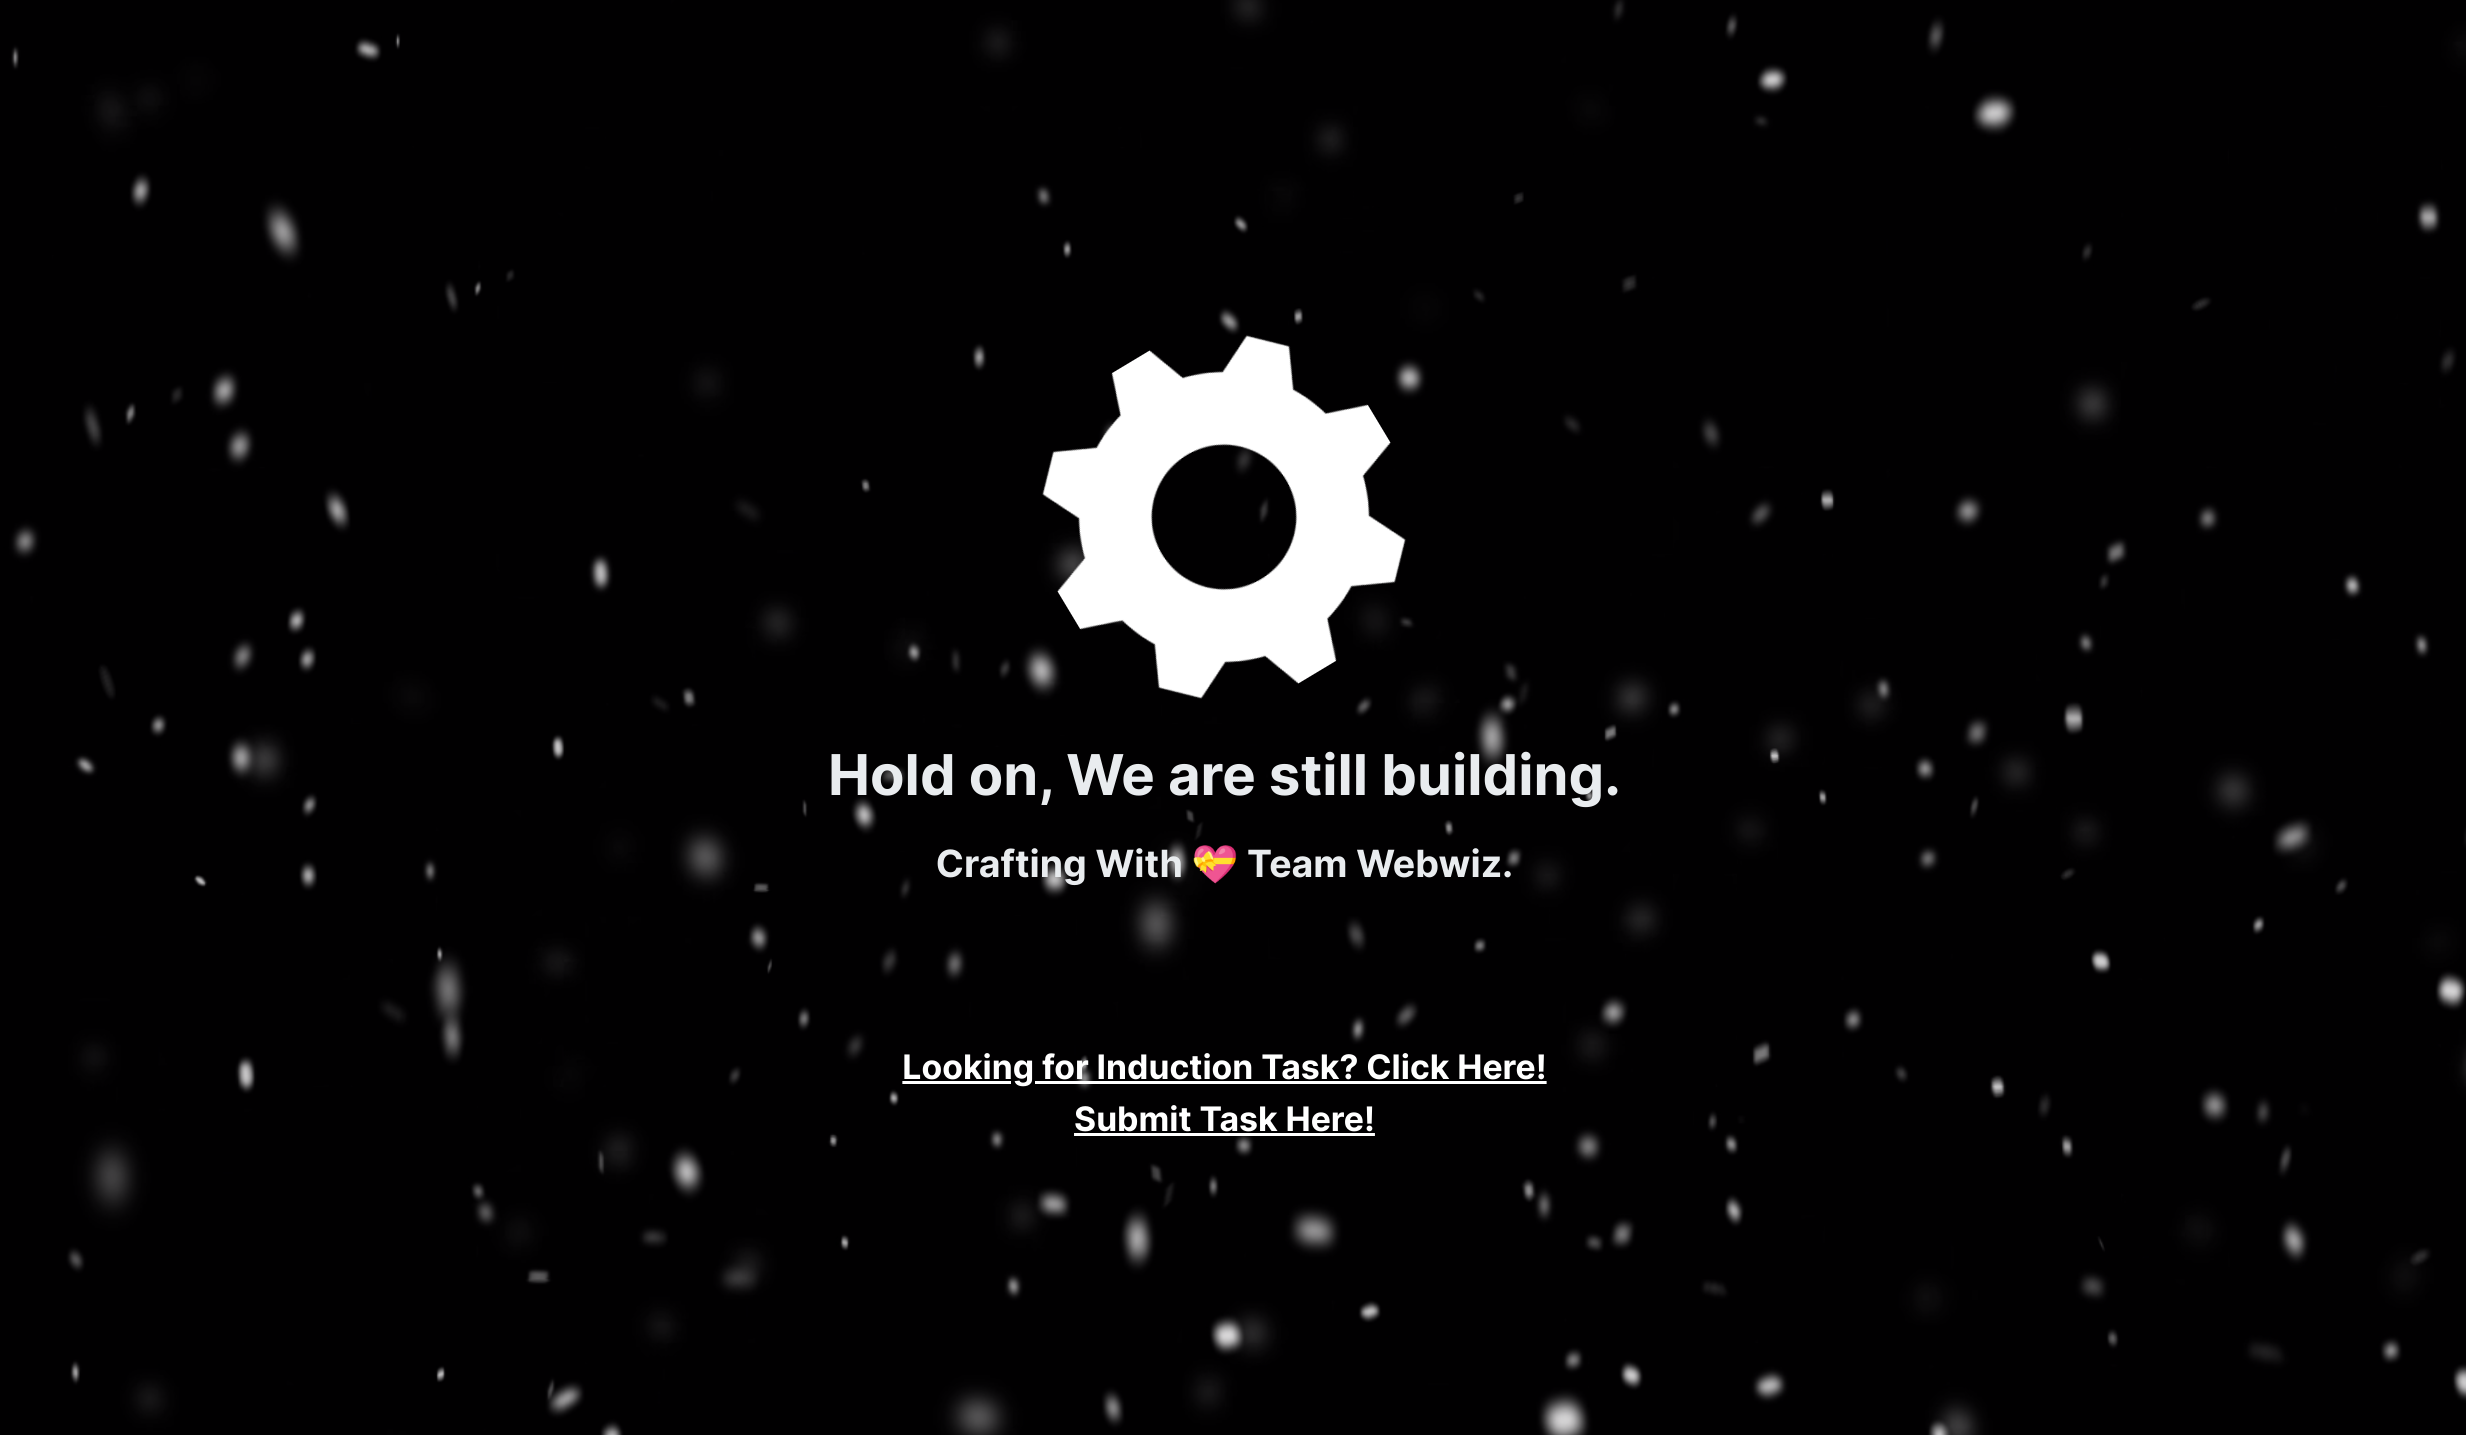 Hold on, We are still building.
Crafting With 💝 Team Webwiz.
Looking for Induction Task? Click Here!
Submit Task Here!